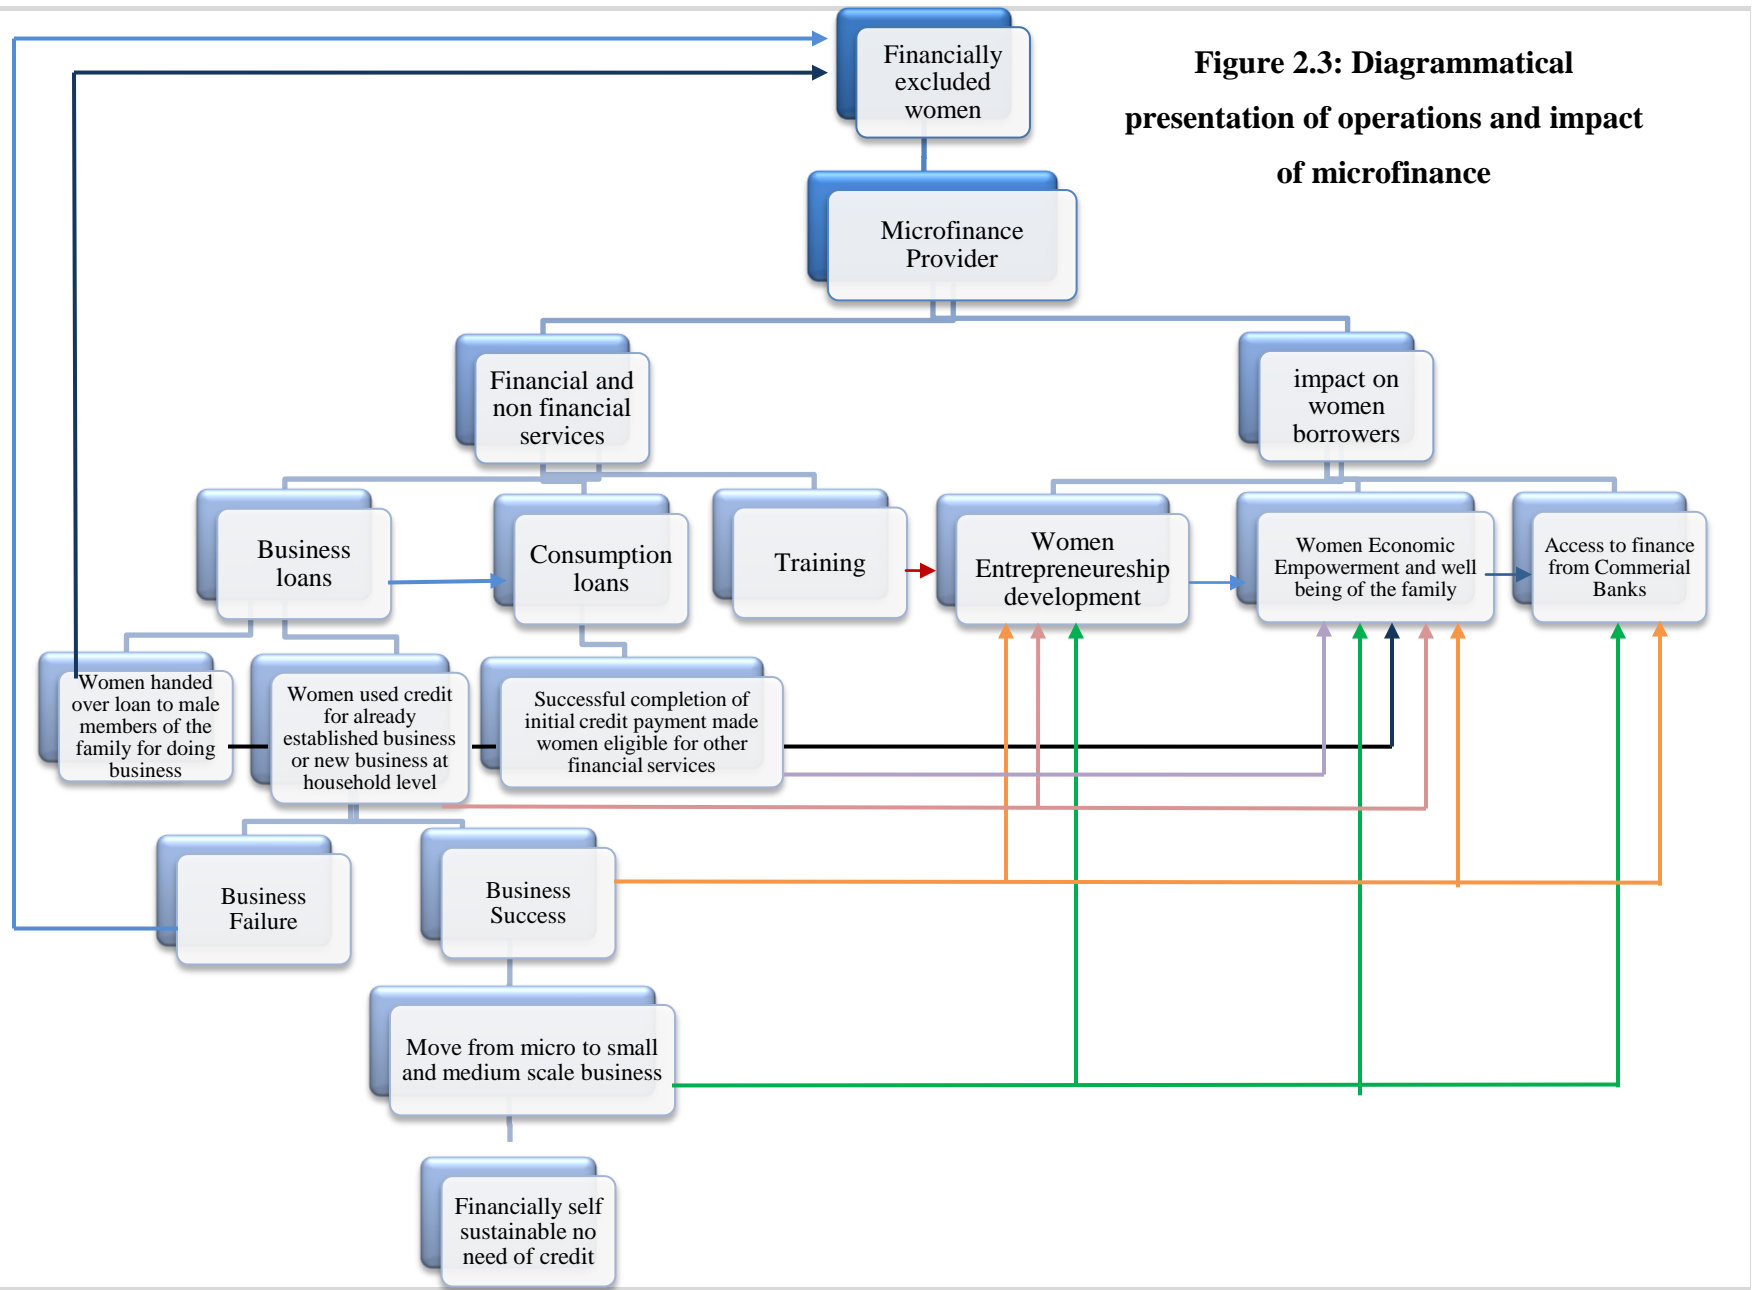 Financially
excluded
women
Figure 2.3: Diagrammatical
presentation of operations and impact
of microfinance
Microfinance
Provider
Financial and
non financial
services
impact on
women
borrowers
Business
loans
Consumption
loans
Training
Women
Entrepreneureship
development
Women Economic
Empowerment and well
being of the family
Access to finance
from Commerial
Banks
Women handed
over loan to male
members of the
family for doing
business
Women used credit
for already
established business
or new business at
household level
Successful completion of
initial credit payment made
women eligible for other
financial services
Business
Failure
Business
Success
Move from micro to small
and medium scale business
Financially self
sustainable no
need of credit